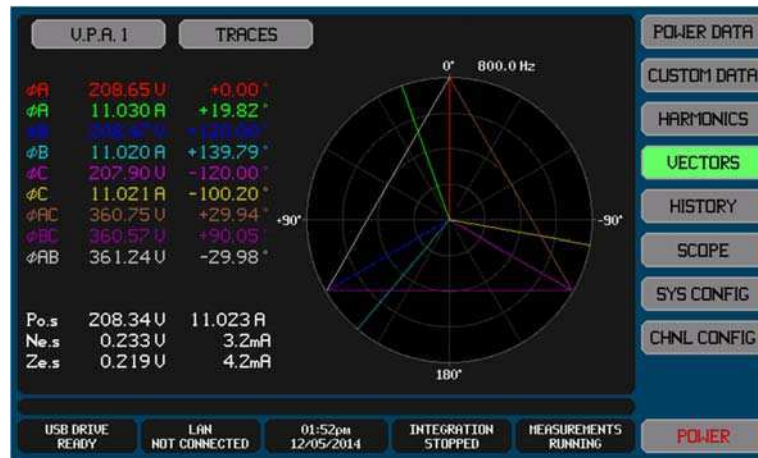 V.P.A. 1 TRACES
0° 800.0 Hz
φA 208.65 V +0.00°
φA 11.030 A +19.82°
φB +120.00°
φB 11.020 A +139.79°
φC 207.90 V -120.00°
φC 11.021 A -100.20°
φAC 360.75 V +29.94°
φBC 360.57 V +90.05°
φAB 361.24 V -29.98°
+90° -90°
180°
Po.s 208.34 V 11.023 A
Ne.s 0.233 V 3.2mA
Ze.s 0.219 V 4.2mA
POWER DATA
CUSTOM DATA
HARMONICS
VECTORS
HISTORY
SCOPE
SYS CONFIG
CHNL CONFIG
USB DRIVE
READY
LAN
NOT CONNECTED
01:52pm
12/05/2014
INTEGRATION
STOPPED
MEASUREMENTS
RUNNING
POWER